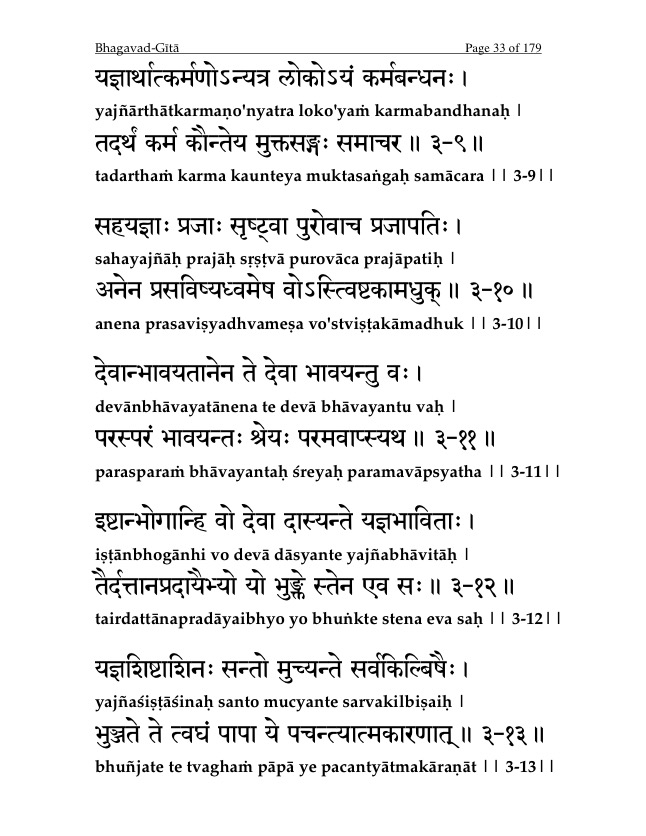 Bhagavad-Gītā Page 33 of 179
यज्ञार्थात्कर्मणोऽन्यत्र लोकोऽयं कर्मबन्धनः ।
yajñārthātkarmaṇo'nyatra loko'yaṁ karmabandhanaḥ |
तदर्थं कर्म कौन्तेय मुक्तसङ्गः समाचर ॥ ३-९॥
tadarthaṁ karma kaunteya muktasaṅgaḥ samācara || 3-9||
सहयज्ञाः प्रजाः सृष्ट्वा पुरोवाच प्रजापतिः ।
sahayajñāḥ prajāḥ sṛṣṭvā purovāca prajāpatiḥ |
अनेन प्रसविष्यध्वमेष वोऽस्त्विष्टकामधुक् ॥ ३-१०॥
anena prasaviṣyadhvameṣa vo'stviṣṭakāmadhuk || 3-10||
देवान्भावयतानेन ते देवा भावयन्तु वः ।
devānbhāvayatānena te devā bhāvayantu vaḥ |
परस्परं भावयन्तः श्रेयः परमवाप्स्यथ ॥ ३-११॥
parasparaṁ bhāvayantaḥ śreyaḥ paramavāpsyatha || 3-11||
इष्टान्भोगान्हि वो देवा दास्यन्ते यज्ञभाविताः ।
iṣṭānbhogānhi vo devā dāsyante yajñabhāvitāḥ |
तैर्दत्तानप्रदायैभ्यो यो भुङ्क्ते स्तेन एव सः ॥ ३-१२॥
tairdattānapradāyaibhyo yo bhuṅkte stena eva saḥ || 3-12||
यज्ञशिष्टाशिनः सन्तो मुच्यन्ते सर्वकिल्बिषैः ।
yajñaśiṣṭāśinaḥ santo mucyante sarvakilbiṣaiḥ |
भुञ्जते ते त्वघं पापा ये पचन्त्यात्मकारणात् ॥ ३-१३॥
bhuñjate te tvaghaṁ pāpā ye pacantyātmakāraṇāt || 3-13||